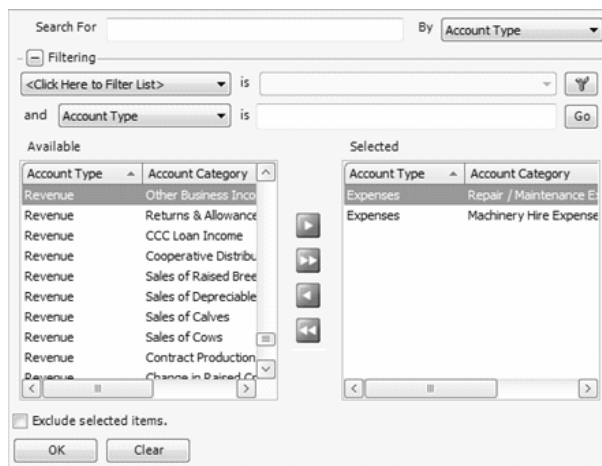 Search For By Account Type
Filtering
<Click Here to Filter List> is
and Account Type is Go
Available Selected
Account Type Account Category Account Type Account Category
Revenue Other Business Inco Expenses Repair / Maintenance Ex
Revenue Returns & Allowance Expenses Machinery Hire Expense
Revenue CCC Loan Income
Revenue Cooperative Distribu
Revenue Sales of Raised Bree
Revenue Sales of Depreciable
Revenue Sales of Calves
Revenue Sales of Cows
Revenue Contract Production
Revenue Change in Raised Cr
Exclude selected items.
OK Clear